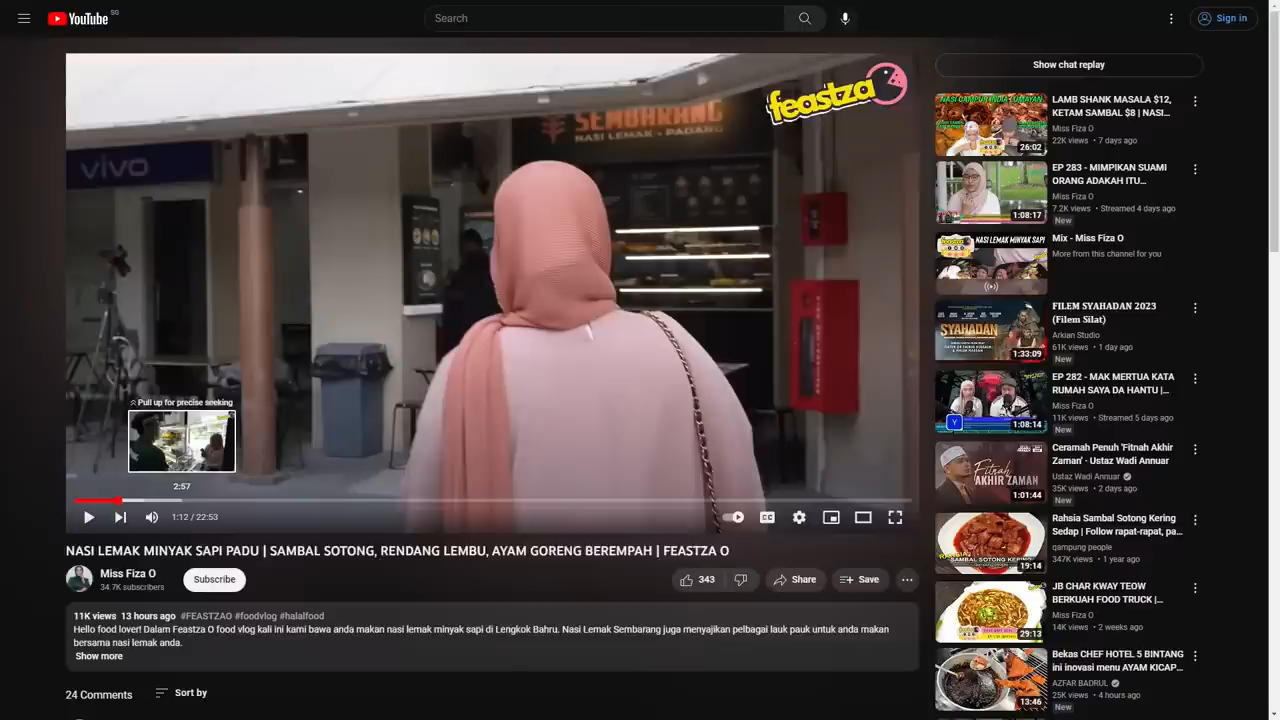 YouTube SG
Search
Sign in
feastza
SEMBARANG
NASI LEMAK - PADANG
vivo
Pull up for precise seeking
2:57
1:12 / 22:53
NASI LEMAK MINYAK SAPI PADU | SAMBAL SOTONG, RENDANG LEMBU, AYAM GORENG BEREMPAH | FEASTZA O
Miss Fiza O
34.7K subscribers
Subscribe
343
Share
Save
11K views 13 hours ago #FEASTZAO #foodvlog #halalfood
Hello food lover! Dalam Feastza O food vlog kali ini kami bawa anda makan nasi lemak minyak sapi di Lengkok Bahru. Nasi Lemak Sembarang juga menyajikan pelbagai lauk pauk untuk anda makan
bersama nasi lemak anda.
Show more
24 Comments
Sort by
Show chat replay
26:02
LAMB SHANK MASALA $12,
KETAM SAMBAL $8 | NASI...
Miss Fiza O
22K views • 7 days ago
1:08:17
EP 283 - MIMPIKAN SUAMI
ORANG ADAKAH ITU...
Miss Fiza O
7.2K views • Streamed 4 days ago
New
NASI LEMAK MINYAK SAPI
Mix - Miss Fiza O
More from this channel for you
SYAHADAN
1:33:09
FILEM SYAHADAN 2023
(Filem Silat)
Arkian Studio
61K views • 1 day ago
New
Y
1:08:14
EP 282 - MAK MERTUA KATA
RUMAH SAYA DA HANTU |...
Miss Fiza O
11K views • Streamed 5 days ago
New
Fitnah
AKHIR ZAMAN
1:01:44
Ceramah Penuh 'Fitnah Akhir
Zaman' - Ustaz Wadi Annuar
Ustaz Wadi Annuar
35K views • 2 days ago
New
RAHSIA
SAMBAL SOTONG KERING
19:14
Rahsia Sambal Sotong Kering
Sedap | Follow rapat-rapat, pa...
qampung people
347K views • 1 year ago
29:13
JB CHAR KWAY TEOW
BERKUAH FOOD TRUCK |...
Miss Fiza O
14K views • 2 weeks ago
13:46
Bekas CHEF HOTEL 5 BINTANG
ini inovasi menu AYAM KICAP...
AZFAR BADRUL
25K views • 4 hours ago
New